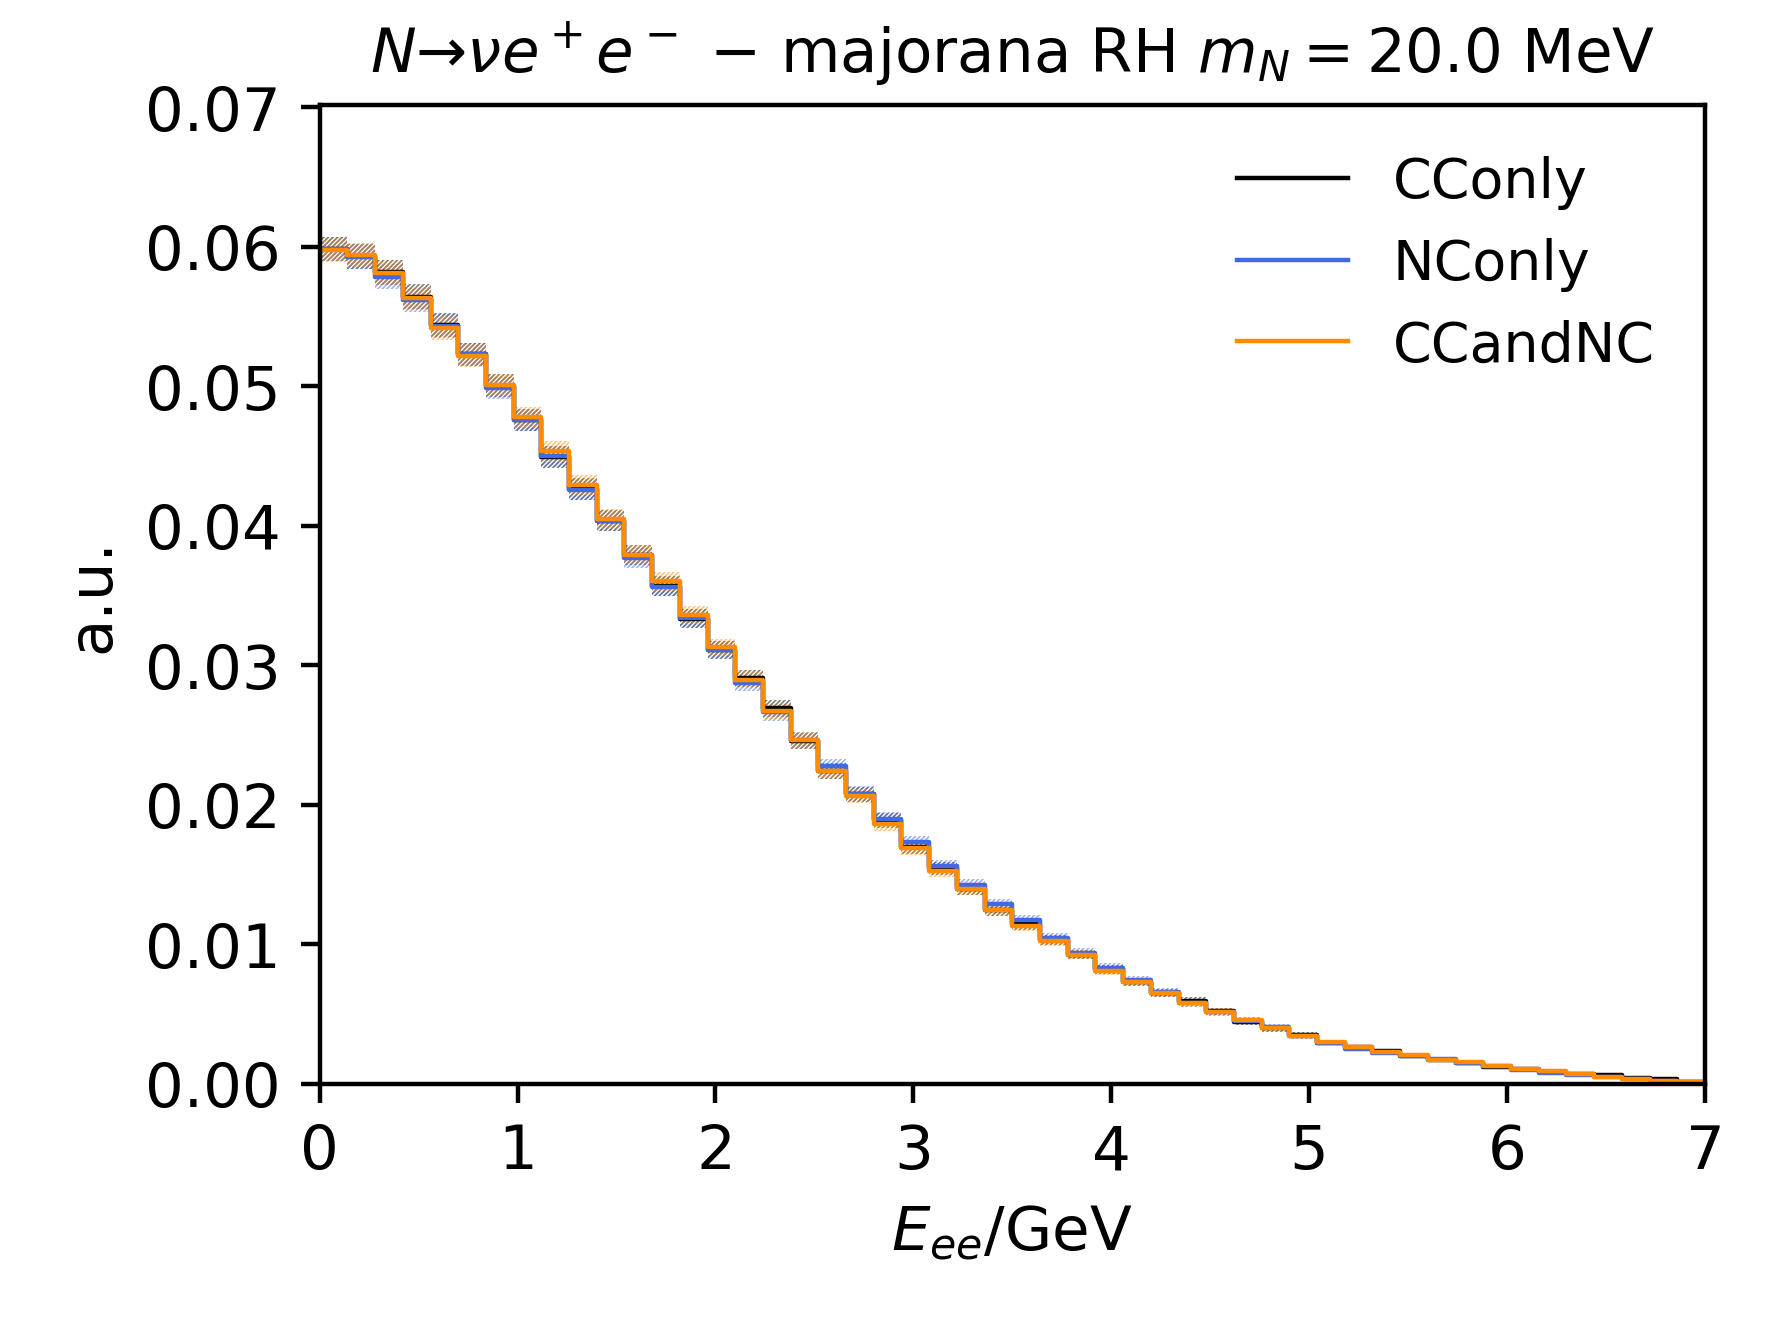 N→νe⁺e⁻ − majorana RH m_N = 20.0 MeV
0.07
0.06
0.05
0.04
0.03
0.02
0.01
0.00
a.u.
CConly
NConly
CCandNC
0 1 2 3 4 5 6 7
E_ee/GeV